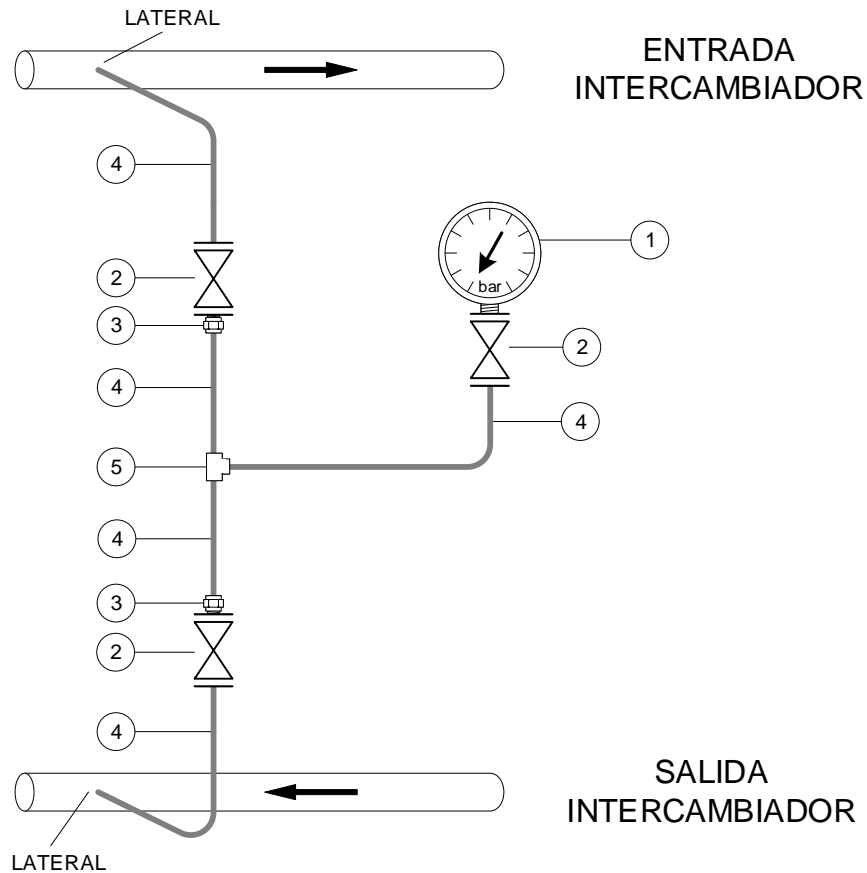 LATERAL
ENTRADA
INTERCAMBIADOR
4
1
2
bar
3
2
4
4
5
4
3
2
4
SALIDA
INTERCAMBIADOR
LATERAL